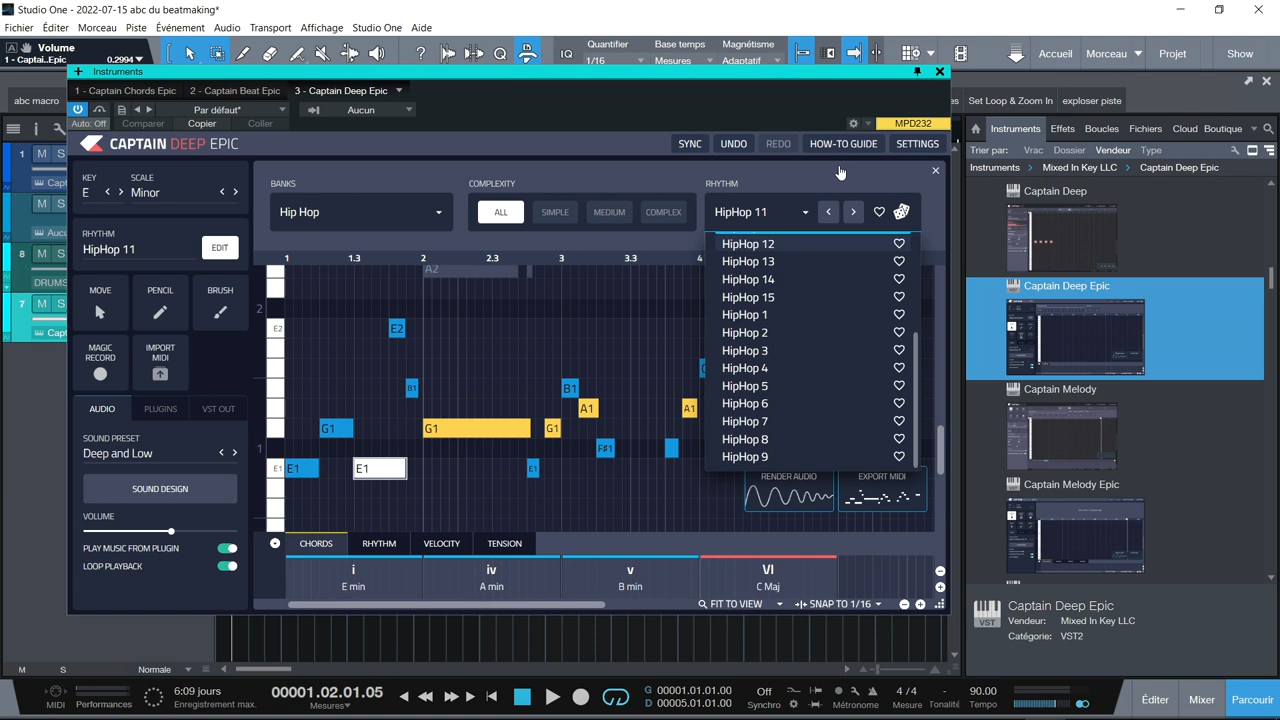 Studio One - 2022-07-15 abc du beatmaking*
Fichier Éditer Morceau Piste Événement Audio Transport Affichage Studio One Aide
A Volume
1 - Captai..Epic 0.2994
IQ Quantifier 1/16 Base temps Mesures Magnétisme Adaptatif
Accueil Morceau Projet Show
+ Instruments
1 - Captain Chords Epic 2 - Captain Beat Epic 3 - Captain Deep Epic
Par défaut* Aucun
Auto: Off Comparer Copier Coller MPD232
abc macro
Set Loop & Zoom In exploser piste
CAPTAIN DEEP EPIC
SYNC UNDO REDO HOW-TO GUIDE SETTINGS
KEY SCALE
E Minor
RHYTHM
HipHop 11 EDIT
MOVE PENCIL BRUSH
MAGIC RECORD IMPORT MIDI
AUDIO PLUGINS VST OUT
SOUND PRESET
Deep and Low
SOUND DESIGN
VOLUME
PLAY MUSIC FROM PLUGIN
LOOP PLAYBACK
BANKS COMPLEXITY RHYTHM
Hip Hop ALL SIMPLE MEDIUM COMPLEX HipHop 11
HipHop 12
HipHop 13
HipHop 14
HipHop 15
HipHop 1
HipHop 2
HipHop 3
HipHop 4
HipHop 5
HipHop 6
HipHop 7
HipHop 8
HipHop 9
1 1.3 2 2.3 3 3.3 4
A2
2
E2 E2
B1 B1
A1 A1
G1 G1 G1
1 F#1
E1 E1 E1 E1
RENDER AUDIO EXPORT MIDI
CHORDS RHYTHM VELOCITY TENSION
i iv v VI
E min A min B min C Maj
FIT TO VIEW SNAP TO 1/16
1 M S
Capt
M S
Auc
8 M S
DRUMS
7 M S
Capt
M S Normale
Instruments Effets Boucles Fichiers Cloud Boutique
Trier par: Vrac Dossier Vendeur Type
Instruments Mixed In Key LLC Captain Deep Epic
Captain Deep
Captain Deep Epic
Captain Melody
Captain Melody Epic
Captain Deep Epic
Vendeur: Mixed In Key LLC
Catégorie: VST2
VST
MIDI Performances
6:09 jours
Enregistrement max.
00001.02.01.05
Mesures
G 00001.01.01.00
D 00005.01.01.00
Off
Synchro
Métronome
4 / 4
Mesure
-
Tonalité
90.00
Tempo
Éditer Mixer Parcourir